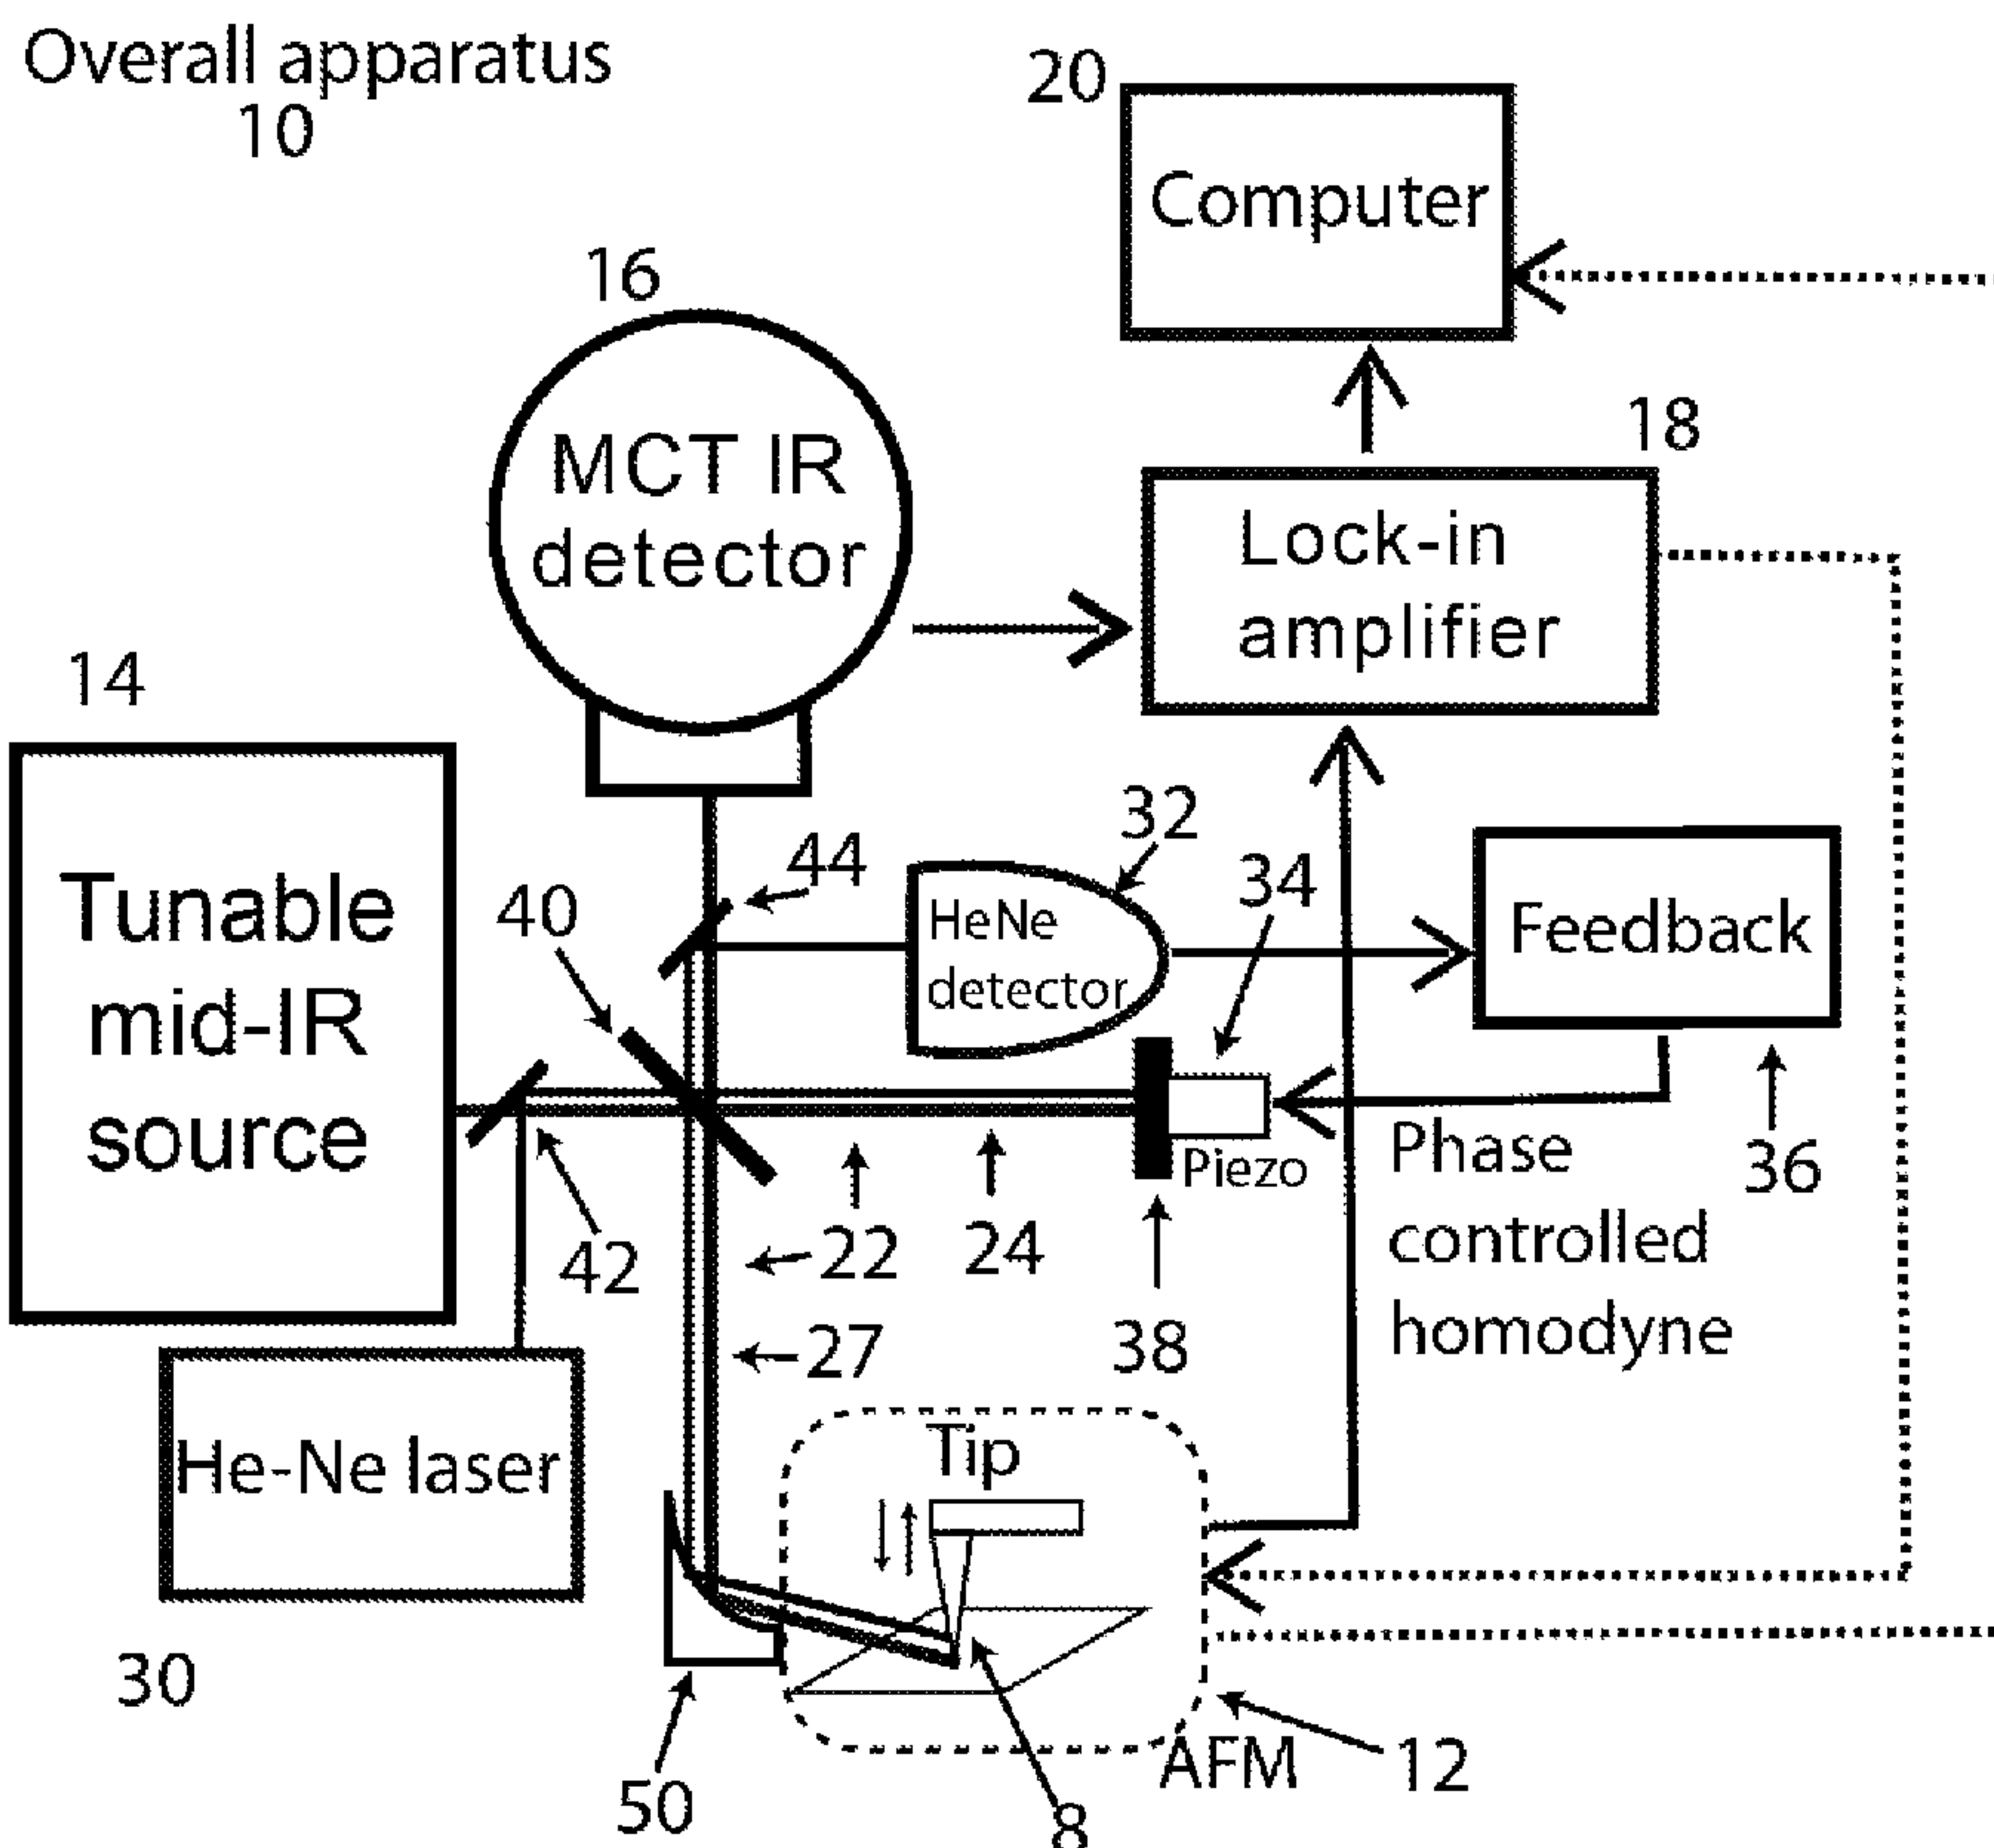 Overall apparatus
10
20
Computer
16
MCT IR
detector
18
Lock-in
amplifier
14
Tunable
mid-IR
source
40
44
32
HeNe
detector
34
Feedback
36
Piezo
Phase
controlled
homodyne
42
22
24
22
38
27
He-Ne laser
30
Tip
50
8
AFM
12